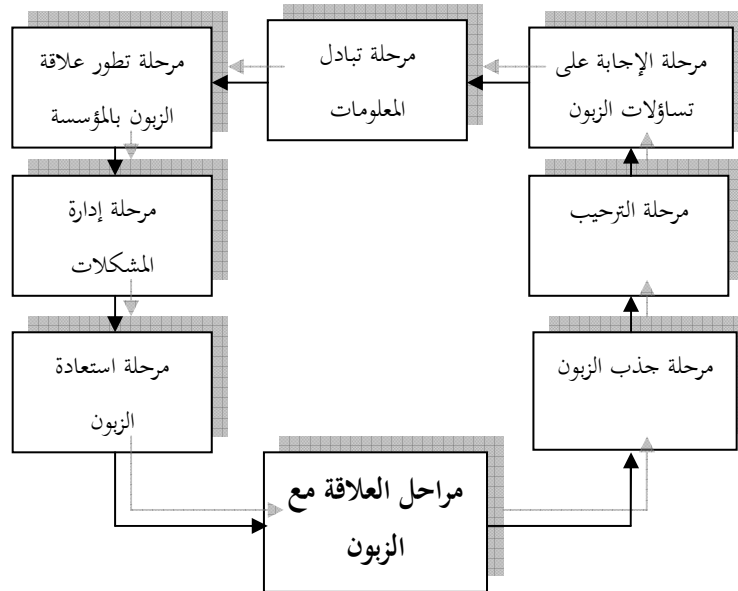 مرحلة الإجابة على
تساؤلات الزبون
مرحلة تبادل
المعلومات
مرحلة تطور علاقة
الزبون بالمؤسسة
مرحلة الترحيب
مرحلة إدارة
المشكلات
مرحلة جذب الزبون
مرحلة استعادة
الزبون
مراحل العلاقة مع
الزبون